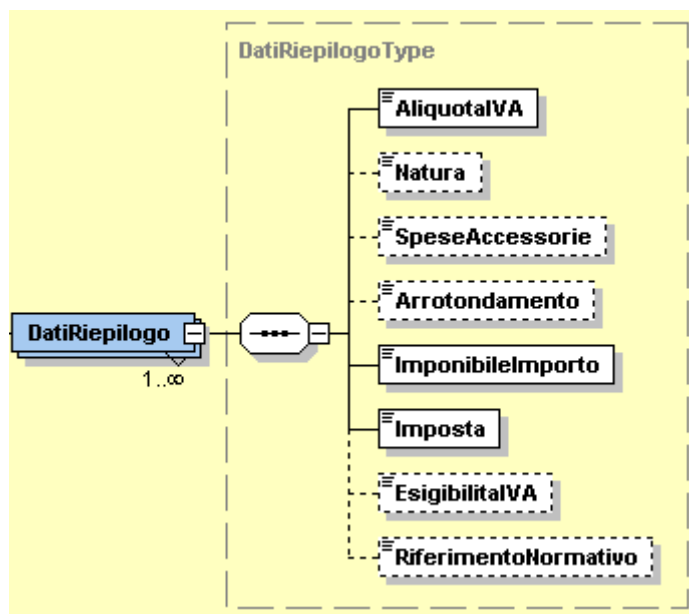 DatiRiepilogoType
AliquotaIVA
Natura
SpeseAccessorie
Arrotondamento
DatiRiepilogo
1..∞
ImponibileImporto
Imposta
EsigibilitaIVA
RiferimentoNormativo